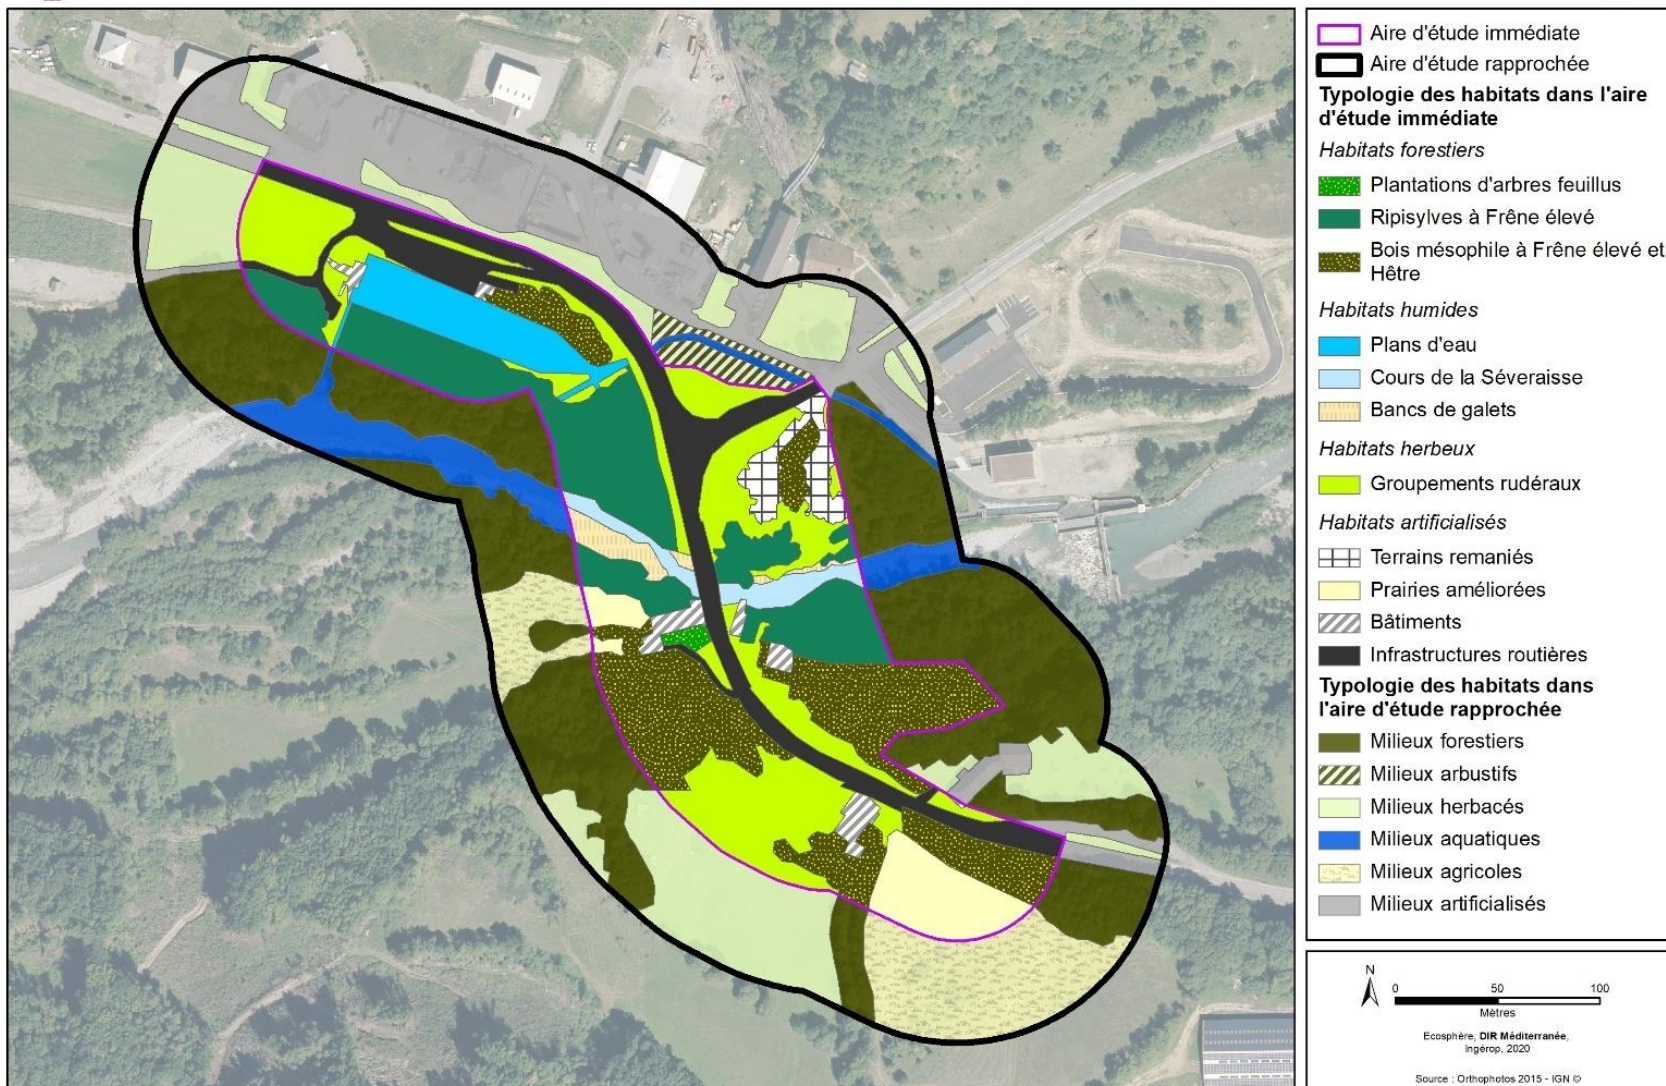 Aire d'étude immédiate
Aire d'étude rapprochée
Typologie des habitats dans l'aire
d'étude immédiate
Habitats forestiers
Plantations d'arbres feuillus
Ripisylves à Frêne élevé
Bois mésophile à Frêne élevé et
Hêtre
Habitats humides
Plans d'eau
Cours de la Séveraisse
Bancs de galets
Habitats herbeux
Groupements rudéraux
Habitats artificialisés
Terrains remaniés
Prairies améliorées
Bâtiments
Infrastructures routières
Typologie des habitats dans
l'aire d'étude rapprochée
Milieux forestiers
Milieux arbustifs
Milieux herbacés
Milieux aquatiques
Milieux agricoles
Milieux artificialisés
N
0 50 100
Mètres
Ecosphère, DIR Méditerranée,
Ingérop, 2020
Source : Orthophotos 2015 - IGN ©